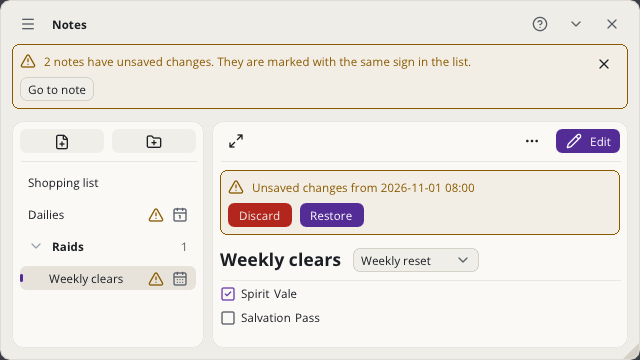 Notes
2 notes have unsaved changes. They are marked with the same sign in the list.
Go to note
Edit
Shopping list
Dailies
Raids 1
Weekly clears
Unsaved changes from 2026-11-01 08:00
Discard Restore
Weekly clears Weekly reset
Spirit Vale
Salvation Pass